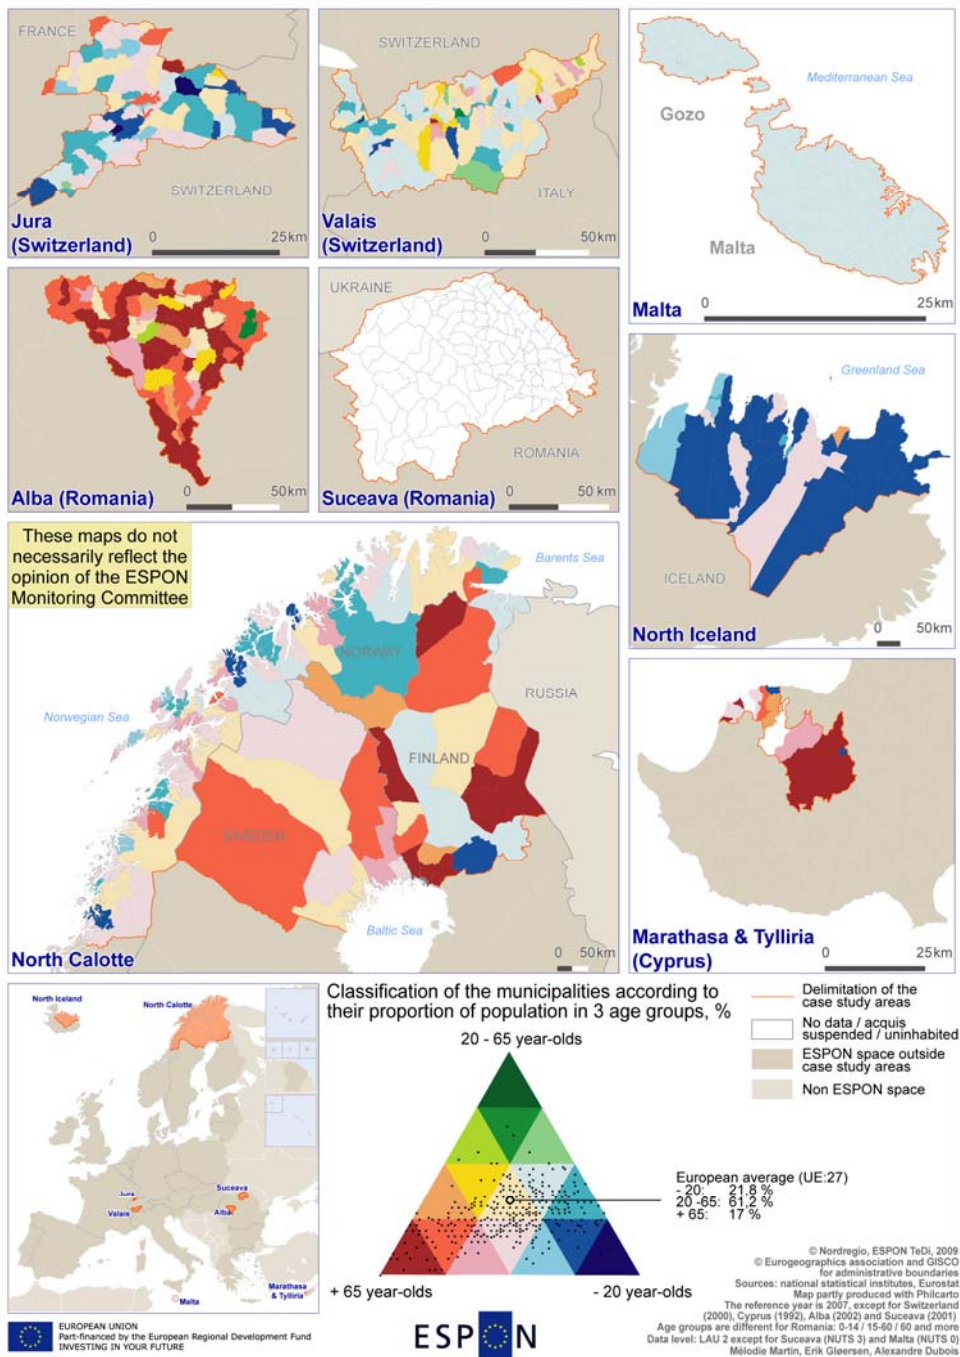 FRANCE
SWITZERLAND
Jura
(Switzerland)
0 25km
SWITZERLAND
ITALY
Valais
(Switzerland)
0 50km
Mediterranean Sea
Gozo
Malta
Malta
0 25km
Alba (Romania)
0 50km
UKRAINE
ROMANIA
Suceava (Romania)
0 50 km
Greenland Sea
ICELAND
North Iceland
0 50km
These maps do not
necessarily reflect the
opinion of the ESPON
Monitoring Committee
Barents Sea
NORWAY
RUSSIA
Norwegian Sea
FINLAND
SWEDEN
Baltic Sea
North Calotte
0 50km
Marathasa & Tylliria
(Cyprus)
0 25km
North Iceland
North Calotte
Jura
Valais
Suceava
Alba
Malta
Marathasa
& Tylliria
Classification of the municipalities according to
their proportion of population in 3 age groups, %
20 - 65 year-olds
+ 65 year-olds
- 20 year-olds
European average (UE:27)
- 20: 21.8 %
20 -65: 61.2 %
+ 65: 17 %
Delimitation of the
case study areas
No data / acquis
suspended / uninhabited
ESPON space outside
case study areas
Non ESPON space
© Nordregio, ESPON TeDi, 2009
© Eurogeographics association and GISCO
for administrative boundaries
Sources: national statistical institutes, Eurostat
Map partly produced with Philcarto
The reference year is 2007, except for Switzerland
(2000), Cyprus (1992), Alba (2002) and Suceava (2001)
Age groups are different for Romania: 0-14 / 15-60 / 60 and more
Data level: LAU 2 except for Suceava (NUTS 3) and Malta (NUTS 0)
Mélodie Martin, Erik Gløersen, Alexandre Dubois
EUROPEAN UNION
Part-financed by the European Regional Development Fund
INVESTING IN YOUR FUTURE
ESPON